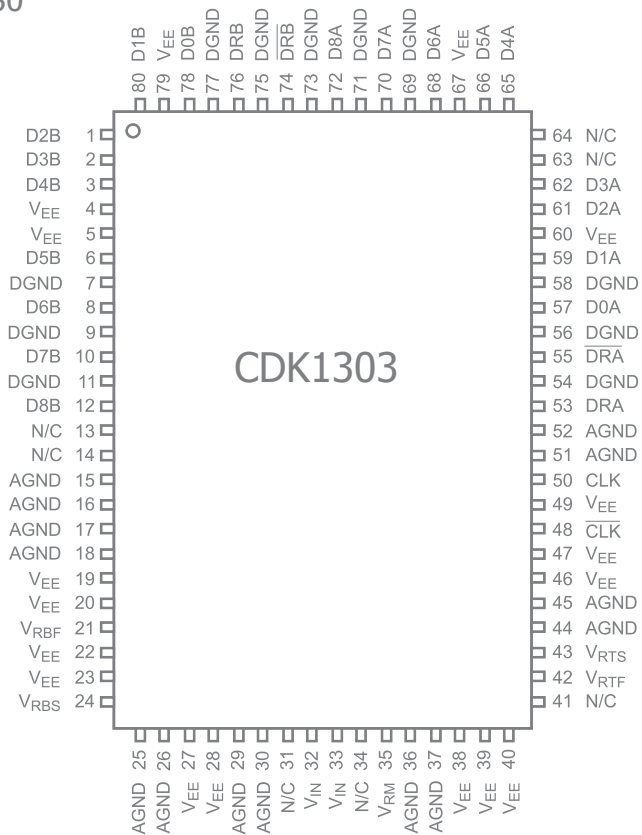 80 D1B
79 VEE
78 D0B
77 DGND
76 DRB
75 DGND
74 D̅R̅B̅
73 DGND
72 D8A
71 DGND
70 D7A
69 DGND
68 D6A
67 VEE
66 D5A
65 D4A
D2B 1
D3B 2
D4B 3
VEE 4
VEE 5
D5B 6
DGND 7
D6B 8
DGND 9
D7B 10
DGND 11
D8B 12
N/C 13
N/C 14
AGND 15
AGND 16
AGND 17
AGND 18
VEE 19
VEE 20
VRBF 21
VEE 22
VEE 23
VRBS 24
CDK1303
64 N/C
63 N/C
62 D3A
61 D2A
60 VEE
59 D1A
58 DGND
57 D0A
56 DGND
55 D̅R̅A̅
54 DGND
53 DRA
52 AGND
51 AGND
50 CLK
49 VEE
48 C̅L̅K̅
47 VEE
46 VEE
45 AGND
44 AGND
43 VRTS
42 VRTF
41 N/C
AGND 25
AGND 26
VEE 27
VEE 28
AGND 29
AGND 30
N/C 31
VIN 32
VIN 33
N/C 34
VRM 35
AGND 36
AGND 37
VEE 38
VEE 39
VEE 40